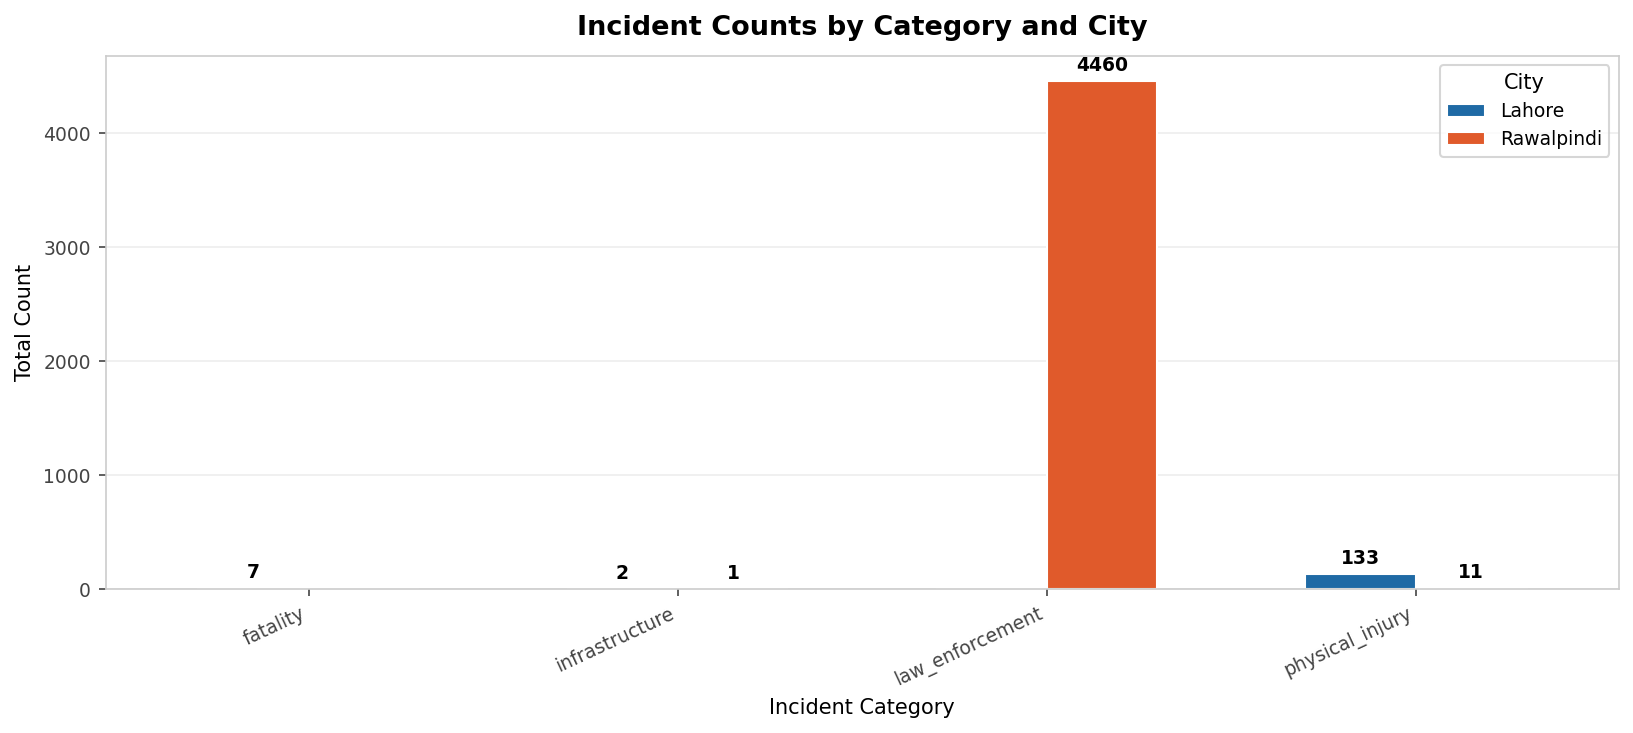 Incident Counts by Category and City
4460
City
Lahore
Rawalpindi
4000
3000
2000
1000
0
Total Count
7
2
1
133
11
fatality
infrastructure
law_enforcement
physical_injury
Incident Category